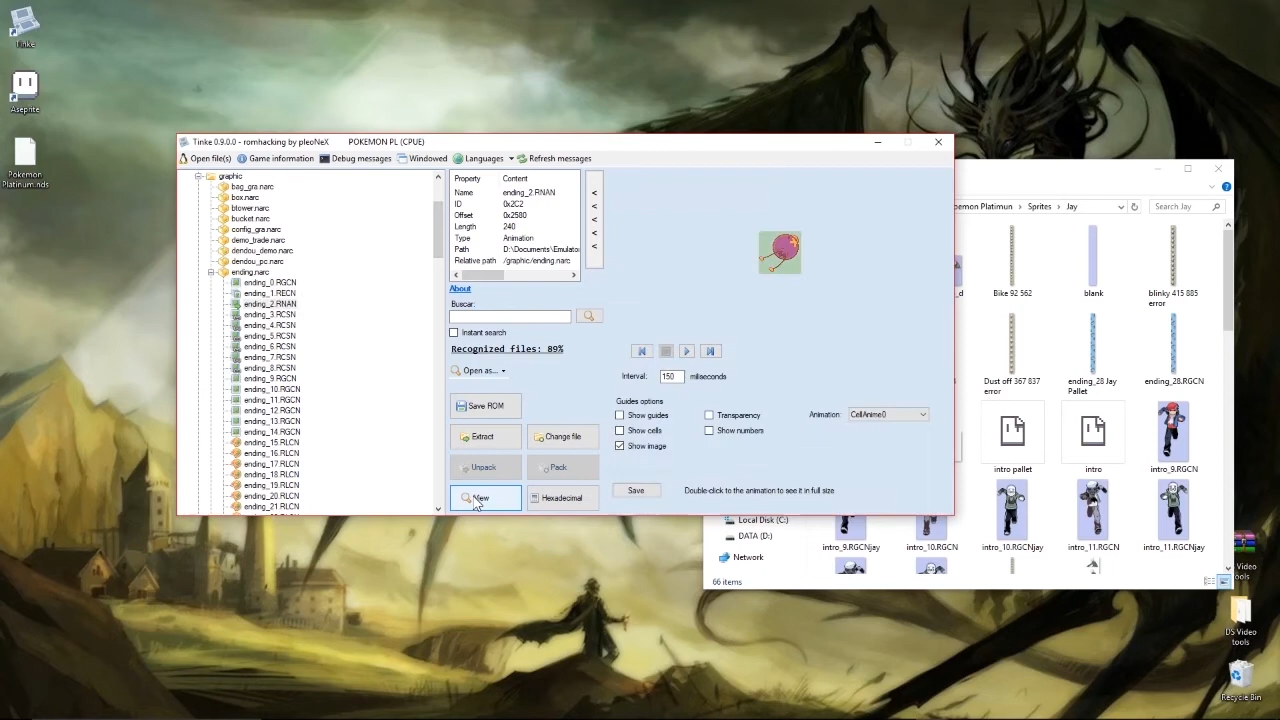 Tinke
Aseprite
Pokemon
Platinum.nds
Tinke 0.9.0.0 - romhacking by pleoNeX
POKEMON PL (CPUE)
Open file(s)
Game information
Debug messages
Windowed
Languages
Refresh messages
graphic
bag_gra.narc
box.narc
btower.narc
bucket.narc
config_gra.narc
demo_trade.narc
dendou_demo.narc
dendou_pc.narc
ending.narc
ending_0.RGCN
ending_1.RECN
ending_2.RNAN
ending_3.RCSN
ending_4.RCSN
ending_5.RCSN
ending_6.RCSN
ending_7.RCSN
ending_8.RCSN
ending_9.RGCN
ending_10.RGCN
ending_11.RGCN
ending_12.RGCN
ending_13.RGCN
ending_14.RGCN
ending_15.RLCN
ending_16.RLCN
ending_17.RLCN
ending_18.RLCN
ending_19.RLCN
ending_20.RLCN
ending_21.RLCN
Property Content
Name ending_2.RNAN
ID 0x2C2
Offset 0x2580
Length 240
Type Animation
Path D:\Documents\Emulator
Relative path /graphic/ending.narc
<
<
<
<
<
About
Buscar:
Instant search
Recognized files: 89%
Open as...
Save ROM
Extract
Change file
Unpack
Pack
View
Hexadecimal
Interval: 150 miliseconds
Guides options
Show guides
Transparency
Show cells
Show numbers
Show image
Animation: CellAnime0
Save
Double-click to the animation to see it in full size
Platimun > Sprites > Jay
Search Jay
_d
Bike 92 562
blank
blinky 415 885
error
Dust off 367 837
error
ending_28 Jay
Pallet
ending_28.RGCN
intro pallet
intro
intro_9.RGCN
intro_10.RGCNjay
intro_11.RGCN
intro_11.RGCNjay
Local Disk (C:)
DATA (D:)
Network
intro_9.RGCNjay
intro_10.RGCN
66 items
Video
DS Video
tools
Recycle Bin